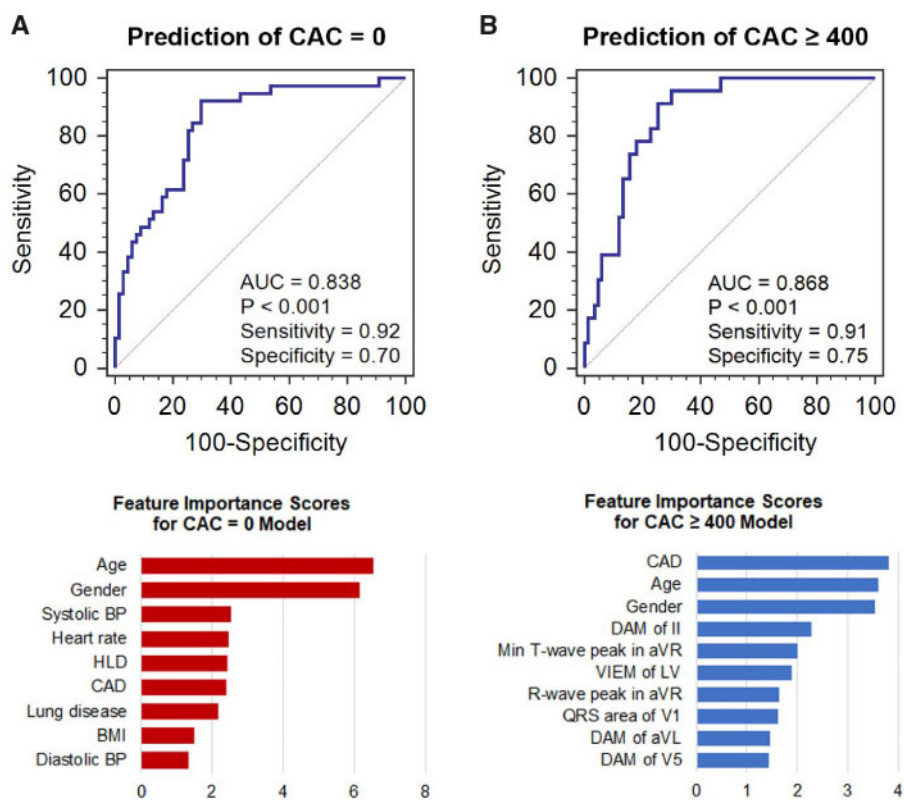 A
Prediction of CAC = 0
100
80
60
40
20
0
Sensitivity
AUC = 0.838
P < 0.001
Sensitivity = 0.92
Specificity = 0.70
0 20 40 60 80 100
100-Specificity
Feature Importance Scores
for CAC = 0 Model
Age
Gender
Systolic BP
Heart rate
HLD
CAD
Lung disease
BMI
Diastolic BP
0 2 4 6 8
B
Prediction of CAC ≥ 400
100
80
60
40
20
0
Sensitivity
AUC = 0.868
P < 0.001
Sensitivity = 0.91
Specificity = 0.75
0 20 40 60 80 100
100-Specificity
Feature Importance Scores
for CAC ≥ 400 Model
CAD
Age
Gender
DAM of II
Min T-wave peak in aVR
VIEM of LV
R-wave peak in aVR
QRS area of V1
DAM of aVL
DAM of V5
0 1 2 3 4